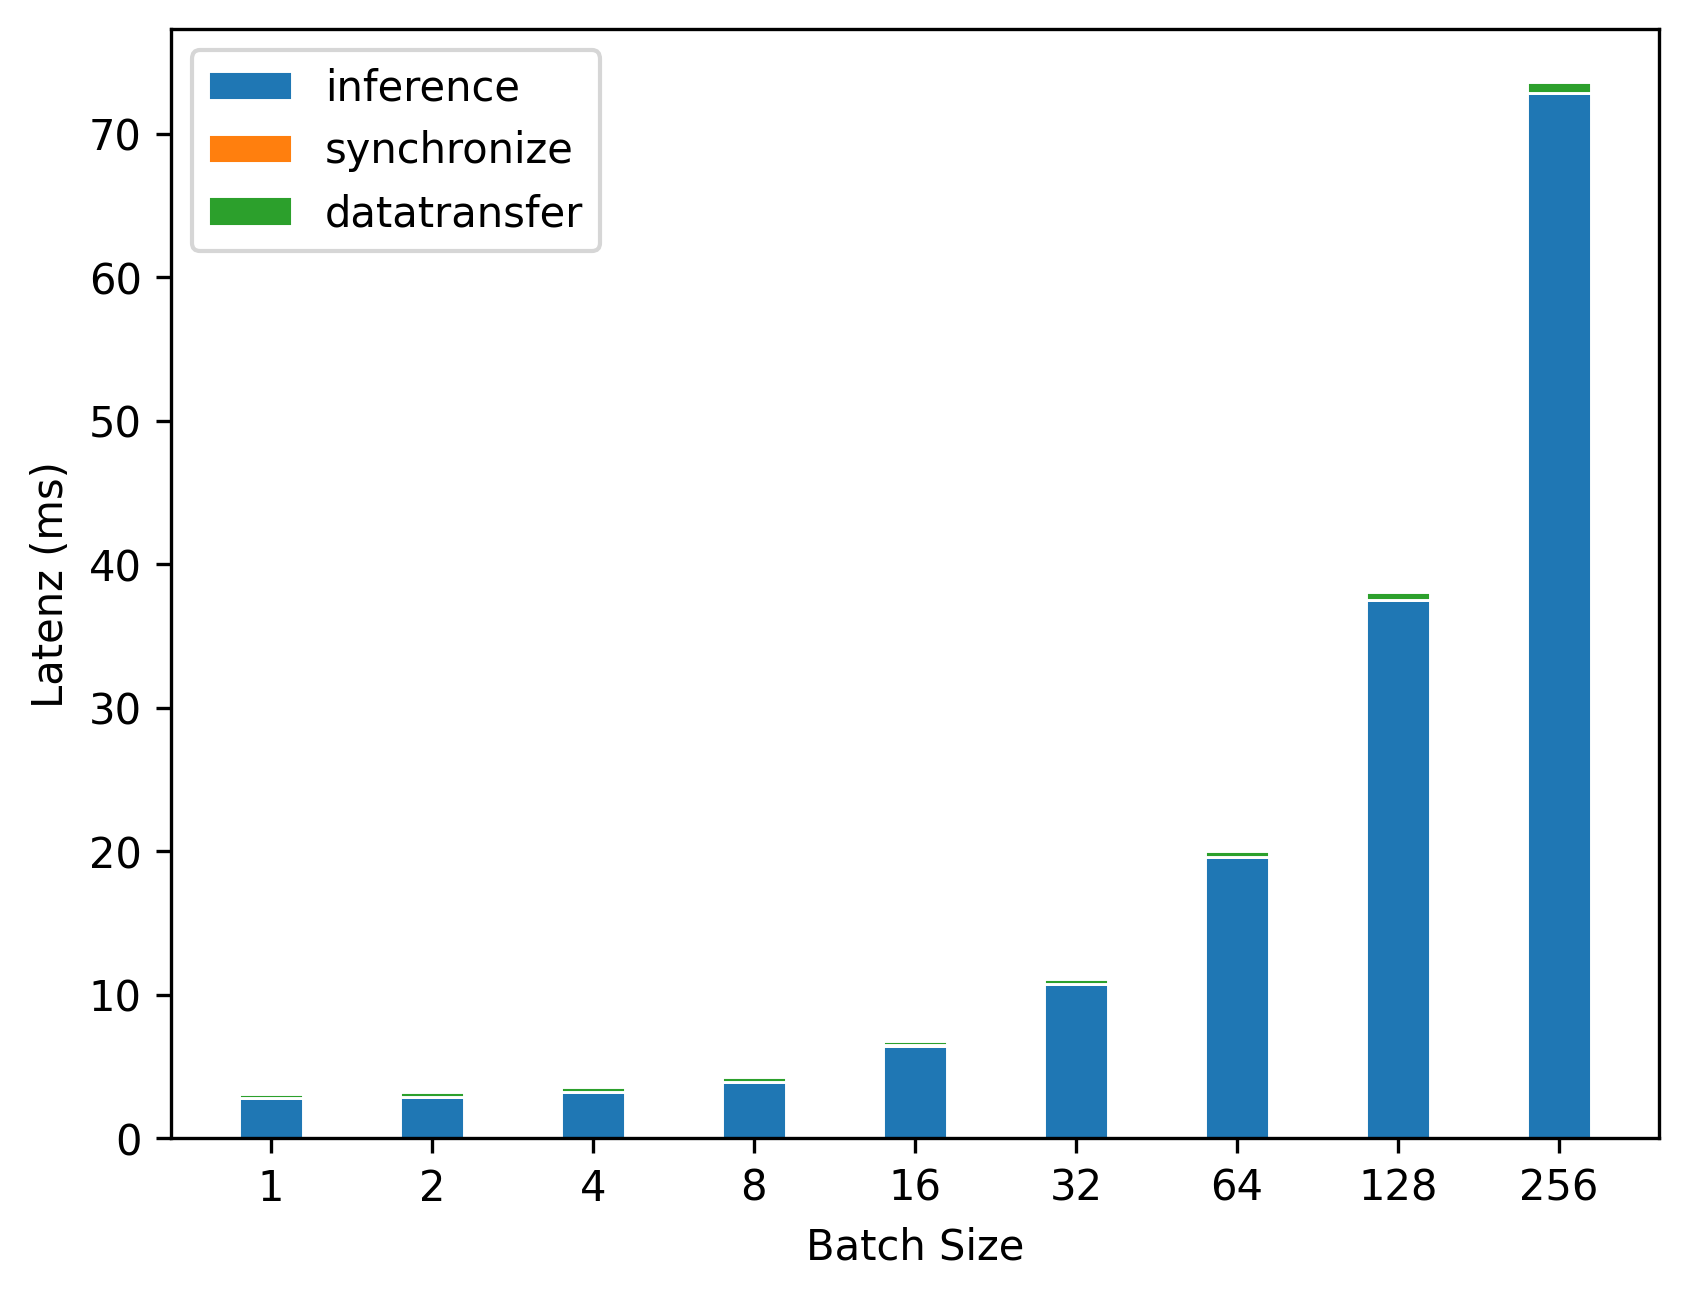 inference
synchronize
datatransfer
70
60
50
40
30
20
10
0
Latenz (ms)
1 2 4 8 16 32 64 128 256
Batch Size